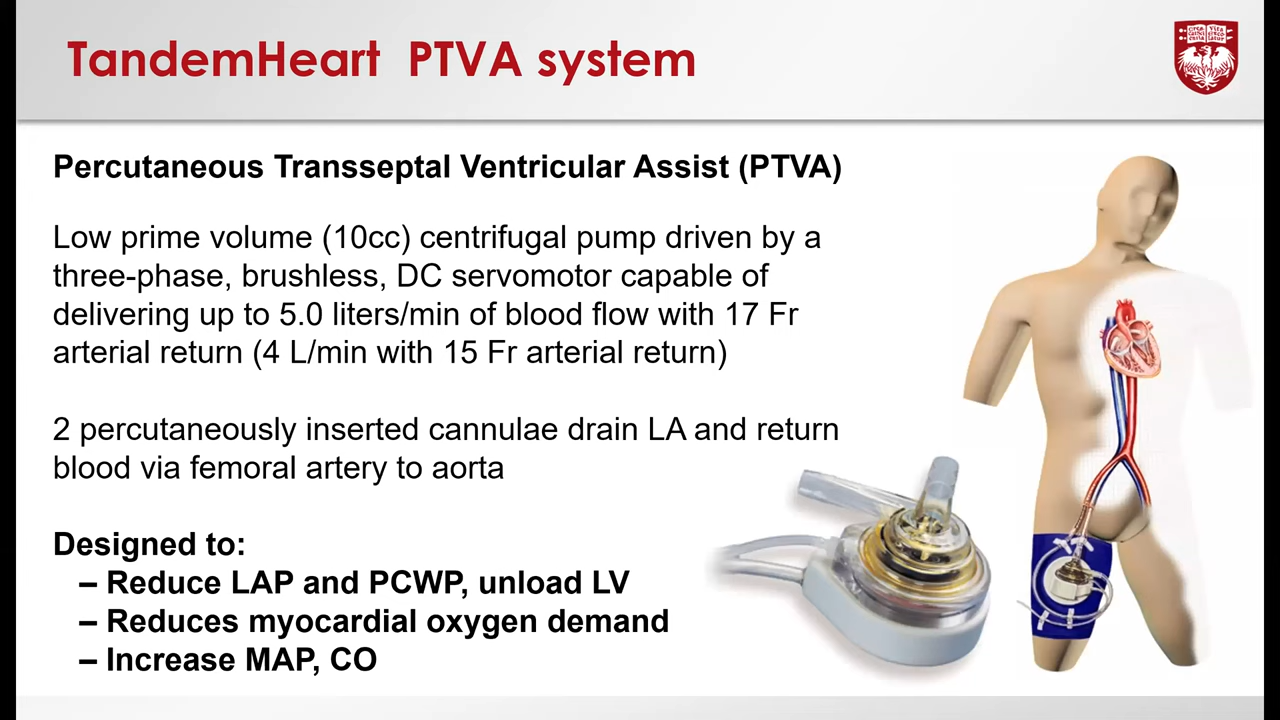 TandemHeart PTVA system
Percutaneous Transseptal Ventricular Assist (PTVA)
Low prime volume (10cc) centrifugal pump driven by a
three-phase, brushless, DC servomotor capable of
delivering up to 5.0 liters/min of blood flow with 17 Fr
arterial return (4 L/min with 15 Fr arterial return)
2 percutaneously inserted cannulae drain LA and return
blood via femoral artery to aorta
Designed to:
– Reduce LAP and PCWP, unload LV
– Reduces myocardial oxygen demand
– Increase MAP, CO